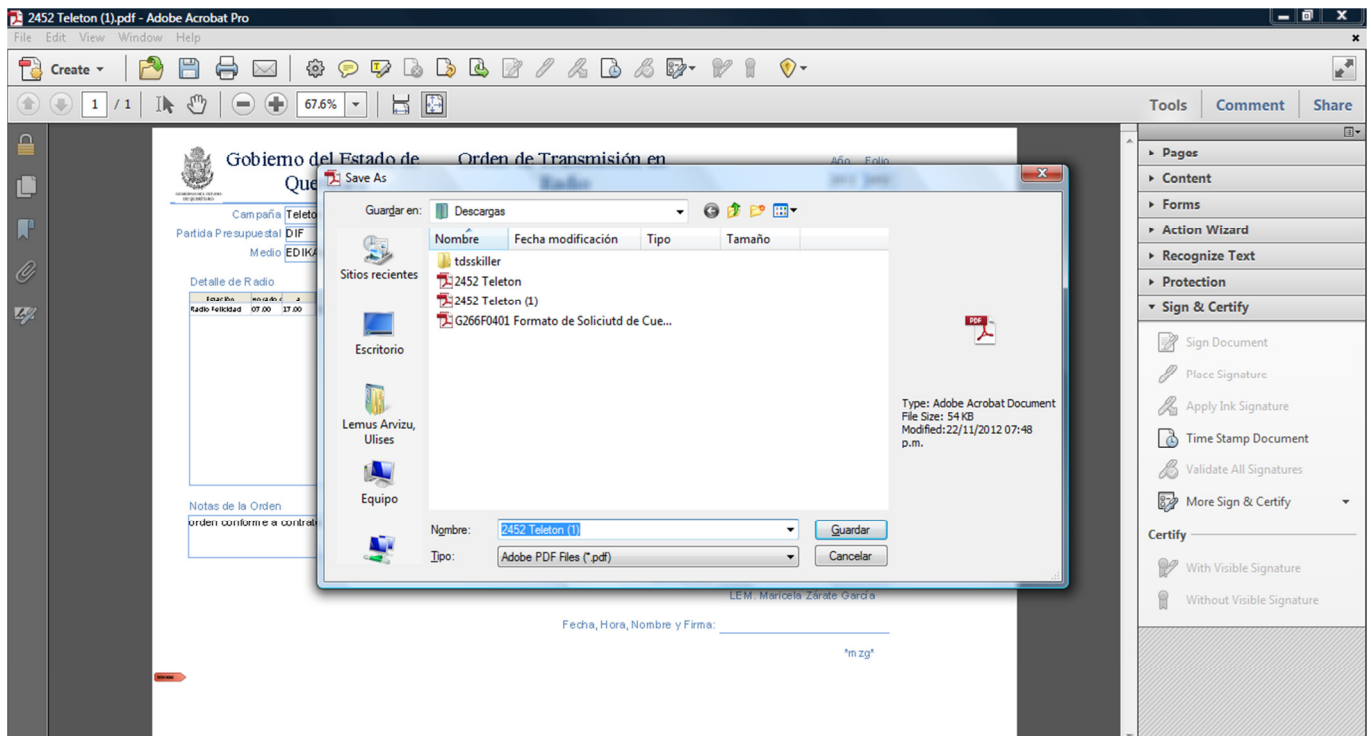 2452 Teleton (1).pdf - Adobe Acrobat Pro
File Edit View Window Help
Create
1 / 1
67.6%
Tools Comment Share
Gobierno del Estado de
Orden de Transmisión en
Año Folio
Campaña
Partida Presupuestal DIF
Medio
Detalle de Radio
Radio Felicidad 07.00 17.00
Notas de la Orden
orden conforme a
LEM. Maricela Zárate García
Fecha, Hora, Nombre y Firma:
*mzg*
Save As
Guardar en: Descargas
Nombre Fecha modificación Tipo Tamaño
tdsskiller
2452 Teleton
2452 Teleton (1)
G266F0401 Formato de Soliciutd de Cue...
Sitios recientes
Escritorio
Lemus Arvizu,
Ulises
Equipo
PDF
Type: Adobe Acrobat Document
File Size: 54 KB
Modified:22/11/2012 07:48
p.m.
Nombre: 2452 Teleton (1) Guardar
Tipo: Adobe PDF Files (*.pdf) Cancelar
Pages
Content
Forms
Action Wizard
Recognize Text
Protection
Sign & Certify
Sign Document
Place Signature
Apply Ink Signature
Time Stamp Document
Validate All Signatures
More Sign & Certify
Certify
With Visible Signature
Without Visible Signature